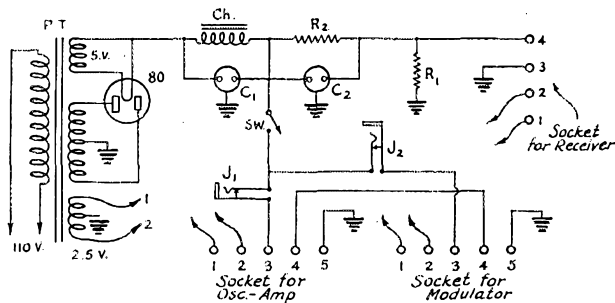 P T
5.V.
80
110 V.
2.5 V.
1
2
Ch.
C1
C2
R2
R1
SW.
J1
J2
4
3
2
1
Socket
for
Receiver
1 2 3 4 5
Socket for
Osc.-Amp
1 2 3 4 5
Socket for
Modulator